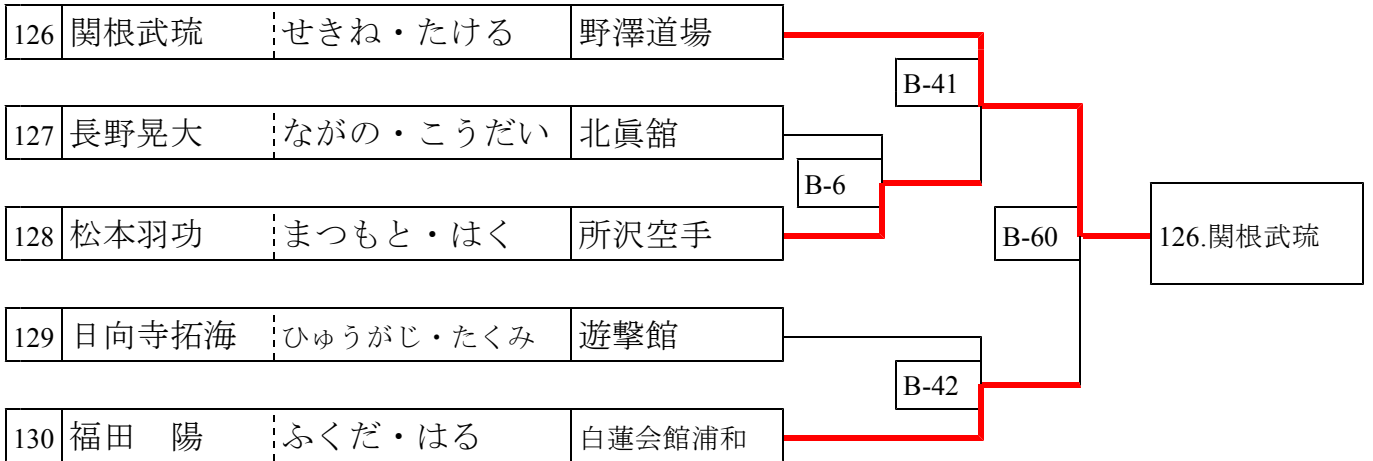 126 関根武琉 せきね・たける 野澤道場
B-41
127 長野晃大 ながの・こうだい 北眞舘
B-6
128 松本羽功 まつもと・はく 所沢空手
B-60
126.関根武琉
129 日向寺拓海 ひゅうがじ・たくみ 遊撃館
B-42
130 福田　陽 ふくだ・はる 白蓮会館浦和